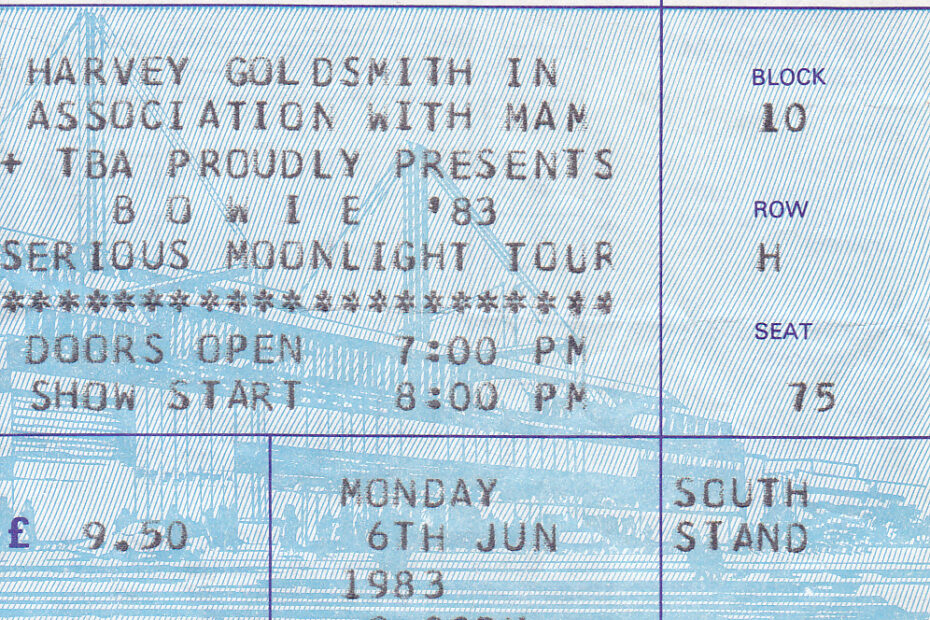 HARVEY GOLDSMITH IN
ASSOCIATION WITH MAN
+ TBA PROUDLY PRESENTS
B O W I E '83
SERIOUS MOONLIGHT TOUR
**********************
DOORS OPEN 7:00 PM
SHOW START 8:00 PM
BLOCK
10
ROW
H
SEAT
75
£ 9.50
MONDAY
6TH JUN
1983
SOUTH
STAND